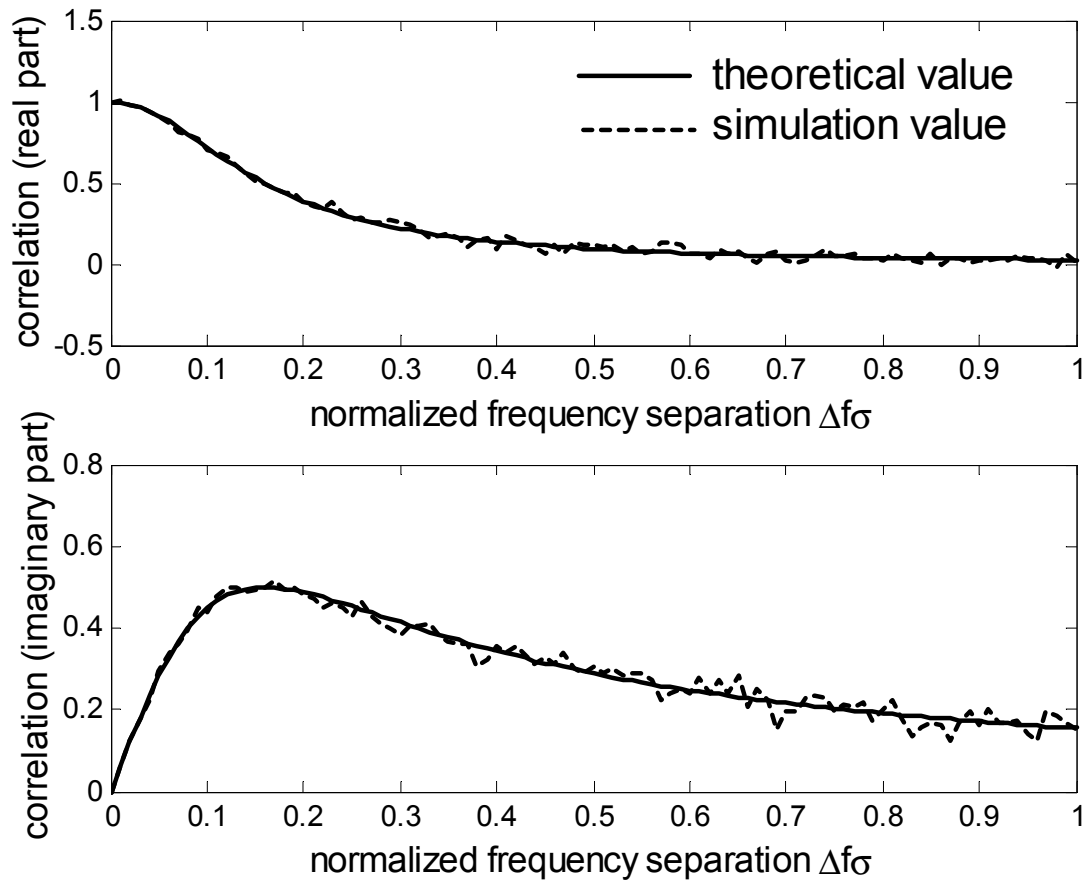 1.5
1
0.5
0
-0.5
correlation (real part)
theoretical value
simulation value
0 0.1 0.2 0.3 0.4 0.5 0.6 0.7 0.8 0.9 1
normalized frequency separation Δfσ
0.8
0.6
0.4
0.2
0
correlation (imaginary part)
0 0.1 0.2 0.3 0.4 0.5 0.6 0.7 0.8 0.9 1
normalized frequency separation Δfσ